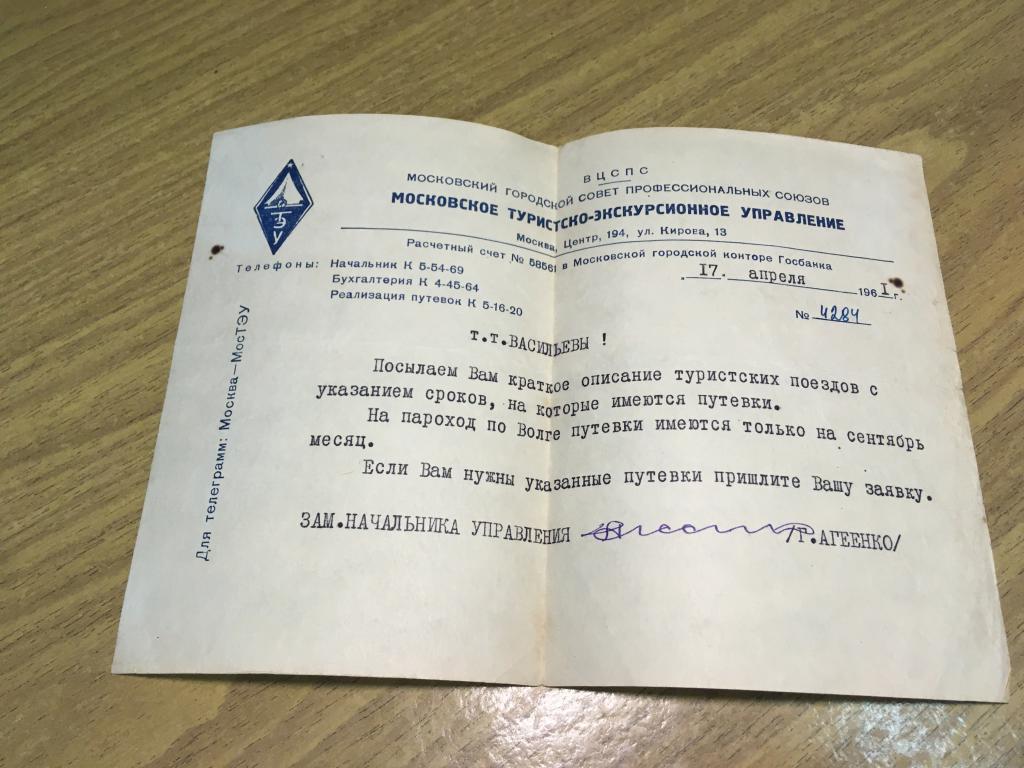 ВЦСПС
МОСКОВСКИЙ ГОРОДСКОЙ СОВЕТ ПРОФЕССИОНАЛЬНЫХ СОЮЗОВ
МОСКОВСКОЕ ТУРИСТСКО-ЭКСКУРСИОННОЕ УПРАВЛЕНИЕ
Москва, Центр, 194, ул. Кирова, 13
Расчетный счет № 58561 в Московской городской конторе Госбанка
ТЭУ
Телефоны: Начальник К 5-54-69
Бухгалтерия К 4-45-64
Реализация путевок К 5-16-20
17. апреля 1961 г.
№ 4284
Для телеграмм: Москва—МосТЭУ
Т.Т.ВАСИЛЬЕВЫ !
Посылаем Вам краткое описание туристских поездов с
указанием сроков, на которые имеются путевки.
На пароход по Волге путевки имеются только на сентябрь
месяц.
Если Вам нужны указанные путевки пришлите Вашу заявку.
ЗАМ.НАЧАЛЬНИКА УПРАВЛЕНИЯ /Г.АГЕЕНКО/